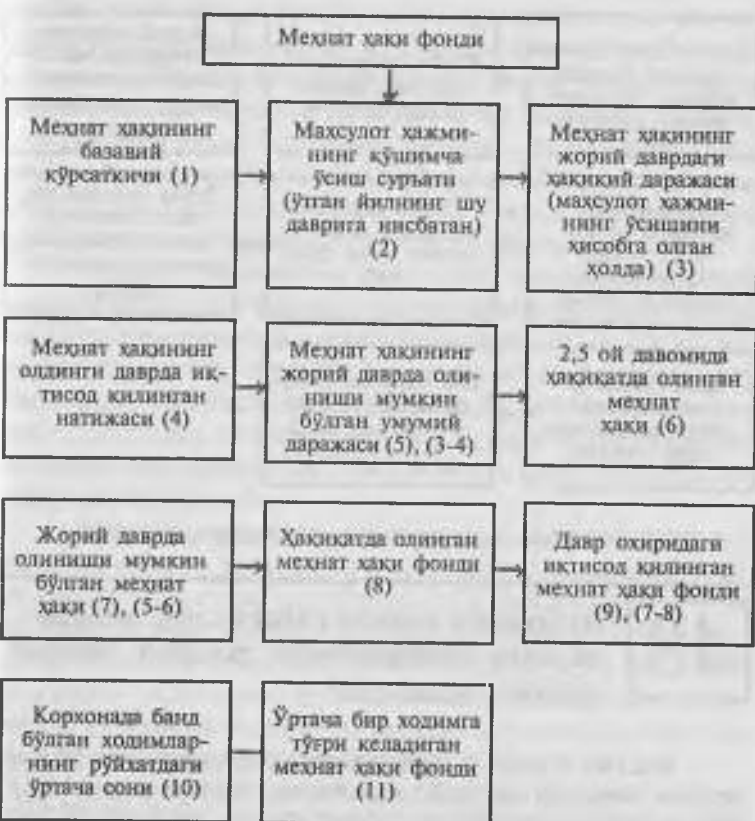 Меҳнат ҳақи фонди
Меҳнат ҳақининг
базавий
кўрсаткичи (1)
Маҳсулот ҳажми-
нинг қўшимча
ўсиш суръати
(ўтган йилнинг шу
даврига нисбатан)
(2)
Меҳнат ҳақининг
жорий даврдаги
ҳақиқий даражаси
(маҳсулот ҳажми-
нинг ўсишини
ҳисобга олган
ҳолда) (3)
Меҳнат ҳақининг
олдинги даврда иқ-
тисод қилинган
натижаси (4)
Меҳнат ҳақининг
жорий даврда оли-
ниши мумкин
бўлган умумий
даражаси (5), (3-4)
2,5 ой давомида
ҳақиқатда олинган
меҳнат
ҳақи (6)
Жорий даврда
олиниши мумкин
бўлган меҳнат
ҳақи (7), (5-6)
Ҳақиқатда олинган
меҳнат ҳақи фонди
(8)
Давр охиридаги
иқтисод қилинган
меҳнат ҳақи фонди
(9), (7-8)
Корхонада банд
бўлган ходимлар-
нинг рўйхатдаги
ўртача сони (10)
Ўртача бир ходимга
тўғри келадиган
меҳнат ҳақи фонди
(11)